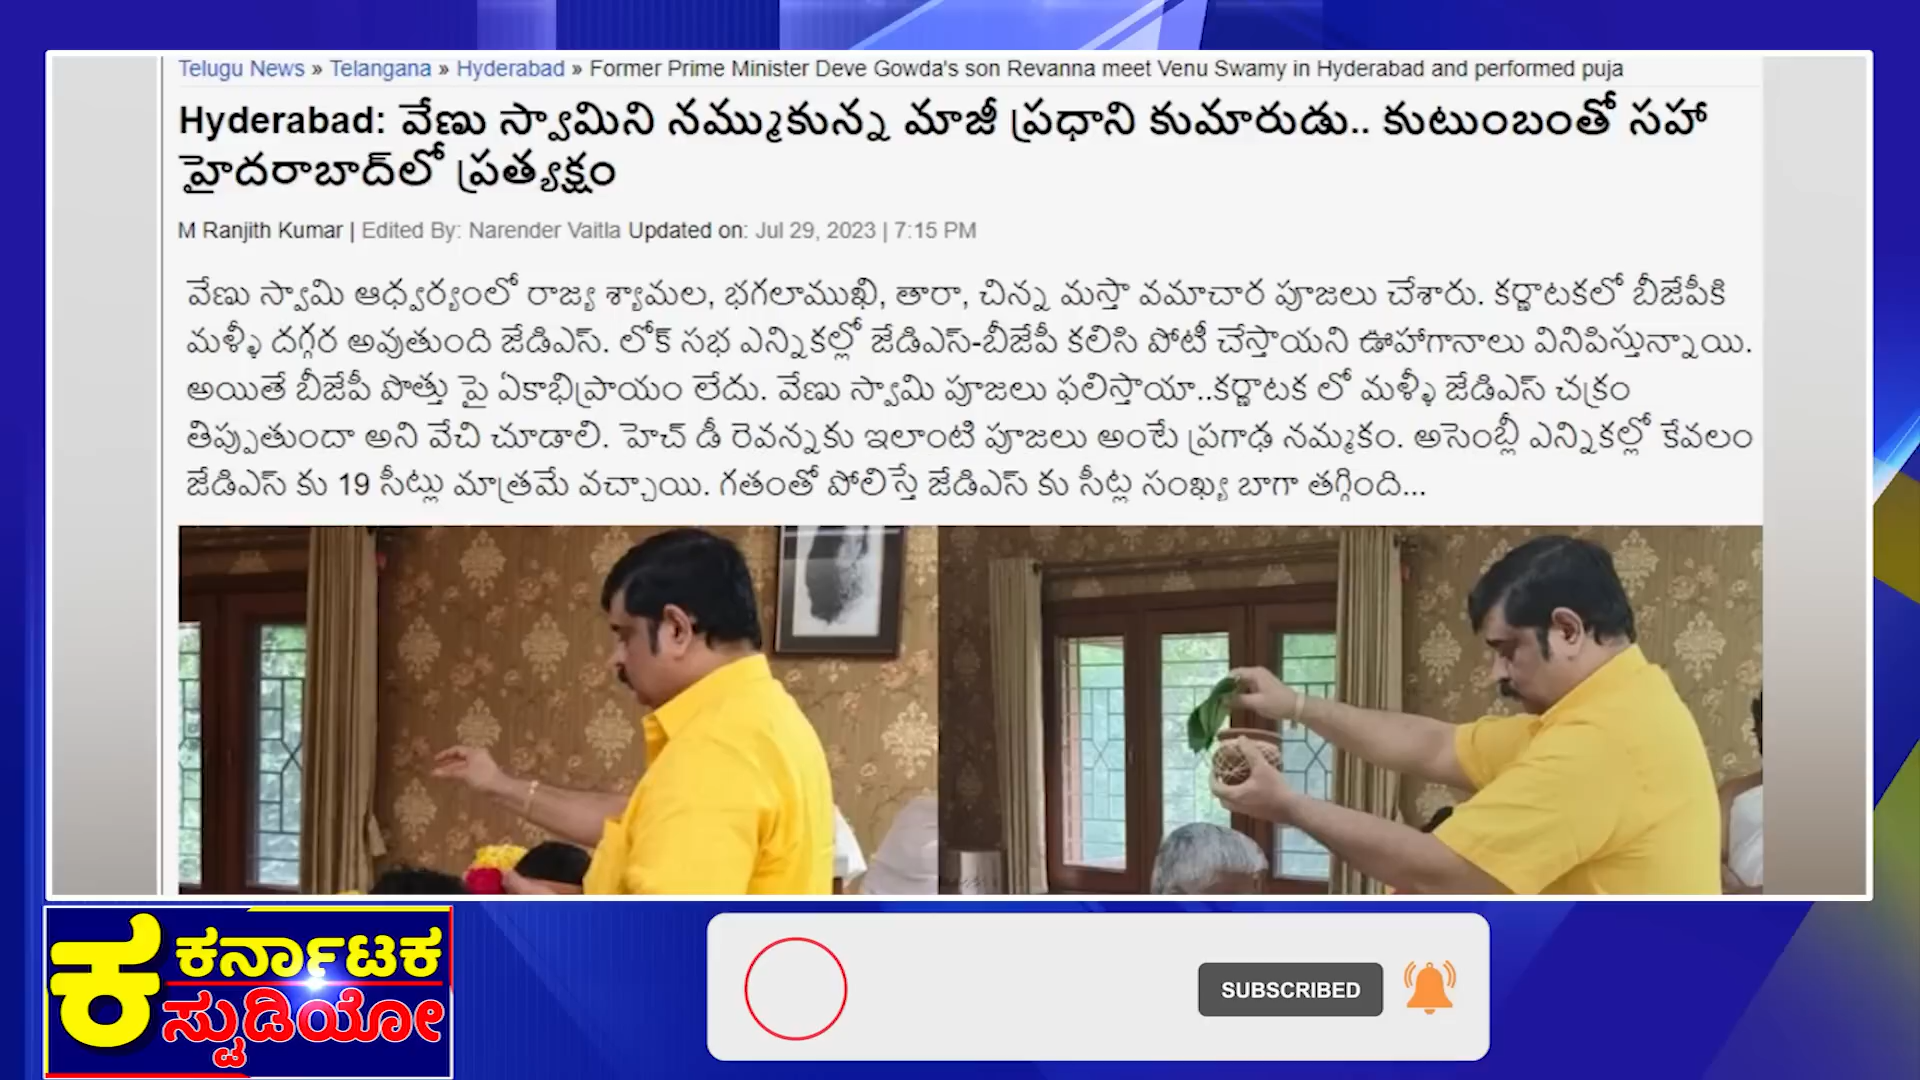 Telugu News » Telangana » Hyderabad » Former Prime Minister Deve Gowda's son Revanna meet Venu Swamy in Hyderabad and performed puja
Hyderabad: వేణు స్వామిని నమ్ముకున్న మాజీ ప్రధాని కుమారుడు.. కుటుంబంతో సహా
హైదరాబాద్‌లో ప్రత్యక్షం
M Ranjith Kumar | Edited By: Narender Vaitla Updated on: Jul 29, 2023 | 7:15 PM
వేణు స్వామి ఆధ్వర్యంలో రాజ్య శ్యామల, భగలాముఖి, తారా, చిన్న మస్తా వమాచార పూజలు చేశారు. కర్ణాటకలో బీజేపీకి
మళ్ళీ దగ్గర అవుతుంది జేడిఎస్. లోక్ సభ ఎన్నికల్లో జేడిఎస్-బీజేపీ కలిసి పోటీ చేస్తాయని ఊహాగానాలు వినిపిస్తున్నాయి.
అయితే బీజేపీ పొత్తు పై ఏకాభిప్రాయం లేదు. వేణు స్వామి పూజలు ఫలిస్తాయా..కర్ణాటక లో మళ్ళీ జేడిఎస్ చక్రం
తిప్పుతుందా అని వేచి చూడాలి. హెచ్ డీ రెవన్నకు ఇలాంటి పూజలు అంటే ప్రగాఢ నమ్మకం. అసెంబ్లీ ఎన్నికల్లో కేవలం
జేడిఎస్ కు 19 సీట్లు మాత్రమే వచ్చాయి. గతంతో పోలిస్తే జేడిఎస్ కు సీట్ల సంఖ్య బాగా తగ్గింది...
ಕ ಕರ್ನಾಟಕ
ಸ್ಟುಡಿಯೋ
SUBSCRIBED